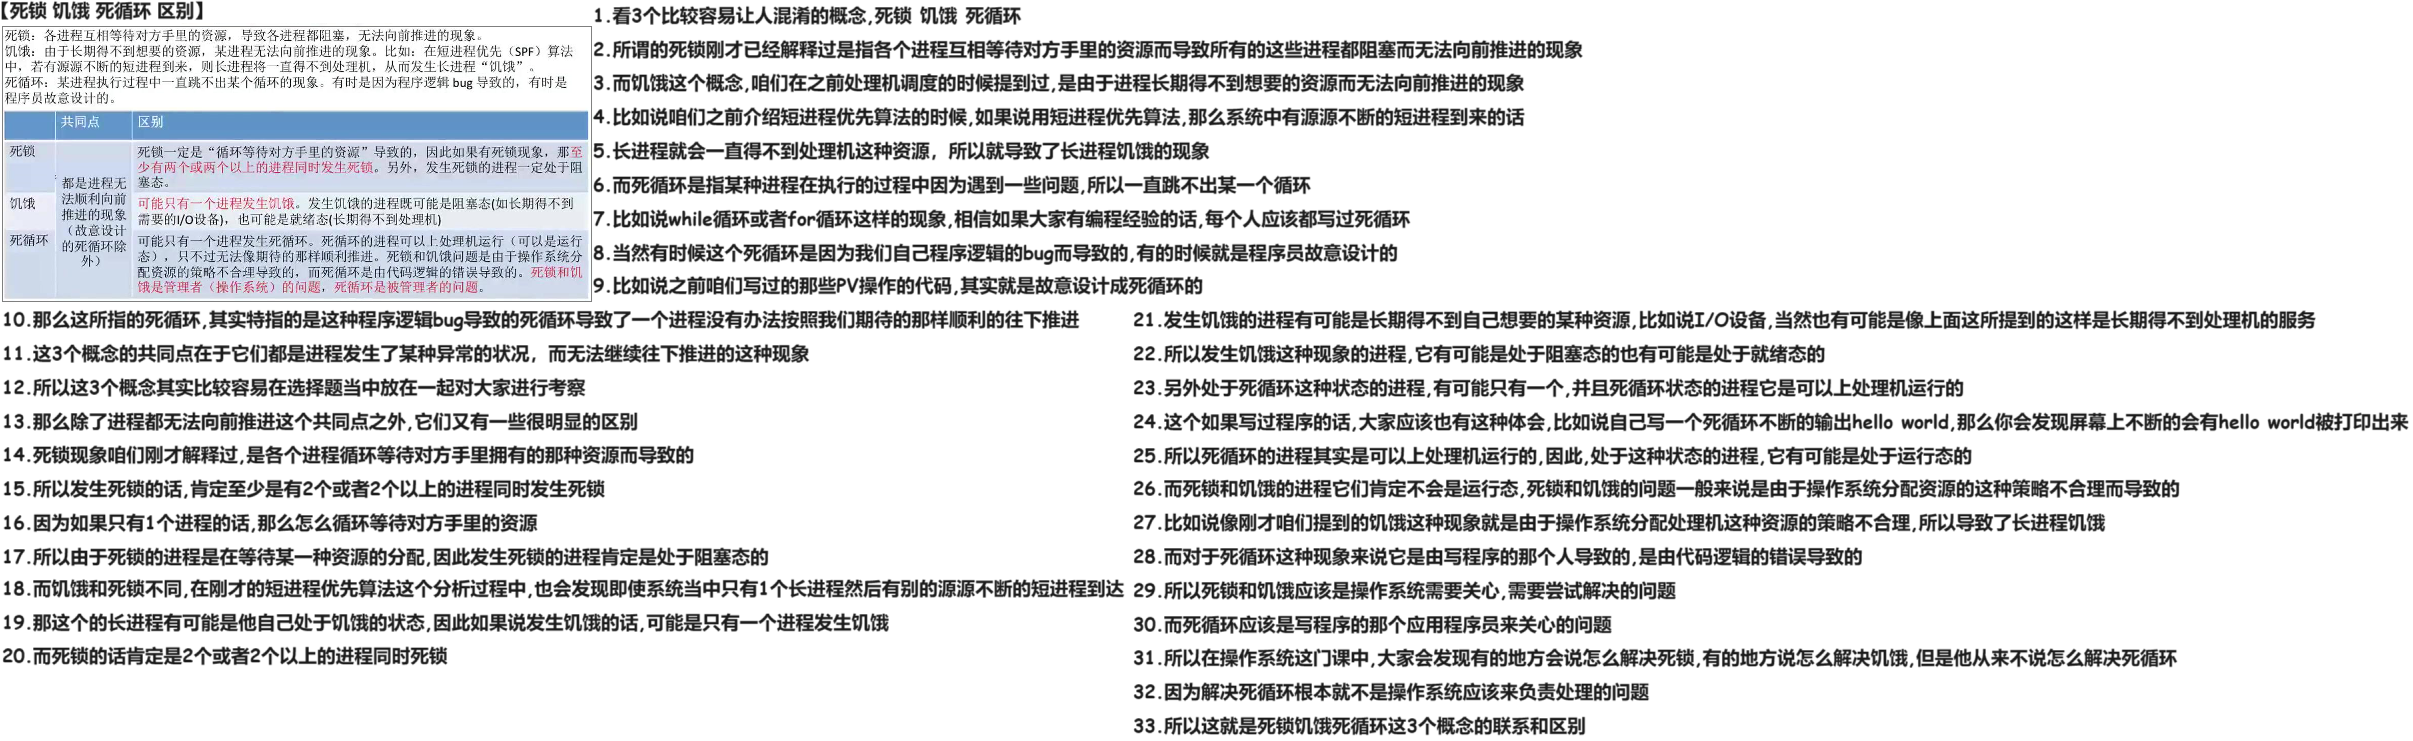 【死锁 饥饿 死循环 区别】
死锁：各进程互相等待对方手里的资源，导致各进程都阻塞，无法向前推进的现象。
饥饿：由于长期得不到想要的资源，某进程无法向前推进的现象。比如：在短进程优先（SPF）算法
中，若有源源不断的短进程到来，则长进程将一直得不到处理机，从而发生长进程“饥饿”。
死循环：某进程执行过程中一直跳不出某个循环的现象。有时是因为程序逻辑 bug 导致的，有时是
程序员故意设计的。
共同点 区别
死锁
都是进程无
法顺利向前
推进的现象
（故意设计
的死循环除
外）
死锁一定是“循环等待对方手里的资源”导致的，因此如果有死锁现象，那至
少有两个或两个以上的进程同时发生死锁。另外，发生死锁的进程一定处于阻
塞态。
饥饿
可能只有一个进程发生饥饿。发生饥饿的进程既可能是阻塞态(如长期得不到
需要的I/O设备)，也可能是就绪态(长期得不到处理机)
死循环
可能只有一个进程发生死循环。死循环的进程可以上处理机运行（可以是运行
态），只不过无法像期待的那样顺利推进。死锁和饥饿问题是由于操作系统分
配资源的策略不合理导致的，而死循环是由代码逻辑的错误导致的。死锁和饥
饿是管理者（操作系统）的问题，死循环是被管理者的问题。
1.看3个比较容易让人混淆的概念,死锁 饥饿 死循环
2.所谓的死锁刚才已经解释过是指各个进程互相等待对方手里的资源而导致所有的这些进程都阻塞而无法向前推进的现象
3.而饥饿这个概念,咱们在之前处理机调度的时候提到过,是由于进程长期得不到想要的资源而无法向前推进的现象
4.比如说咱们之前介绍短进程优先算法的时候,如果说用短进程优先算法,那么系统中有源源不断的短进程到来的话
5.长进程就会一直得不到处理机这种资源，所以就导致了长进程饥饿的现象
6.而死循环是指某种进程在执行的过程中因为遇到一些问题,所以一直跳不出某一个循环
7.比如说while循环或者for循环这样的现象,相信如果大家有编程经验的话,每个人应该都写过死循环
8.当然有时候这个死循环是因为我们自己程序逻辑的bug而导致的,有的时候就是程序员故意设计的
9.比如说之前咱们写过的那些PV操作的代码,其实就是故意设计成死循环的
10.那么这所指的死循环,其实特指的是这种程序逻辑bug导致的死循环导致了一个进程没有办法按照我们期待的那样顺利的往下推进
11.这3个概念的共同点在于它们都是进程发生了某种异常的状况，而无法继续往下推进的这种现象
12.所以这3个概念其实比较容易在选择题当中放在一起对大家进行考察
13.那么除了进程都无法向前推进这个共同点之外,它们又有一些很明显的区别
14.死锁现象咱们刚才解释过,是各个进程循环等待对方手里拥有的那种资源而导致的
15.所以发生死锁的话,肯定至少是有2个或者2个以上的进程同时发生死锁
16.因为如果只有1个进程的话,那么怎么循环等待对方手里的资源
17.所以由于死锁的进程是在等待某一种资源的分配,因此发生死锁的进程肯定是处于阻塞态的
18.而饥饿和死锁不同,在刚才的短进程优先算法这个分析过程中,也会发现即使系统当中只有1个长进程然后有别的源源不断的短进程到达
19.那这个的长进程有可能是他自己处于饥饿的状态,因此如果说发生饥饿的话,可能是只有一个进程发生饥饿
20.而死锁的话肯定是2个或者2个以上的进程同时死锁
21.发生饥饿的进程有可能是长期得不到自己想要的某种资源,比如说I/O设备,当然也有可能是像上面这所提到的这样是长期得不到处理机的服务
22.所以发生饥饿这种现象的进程,它有可能是处于阻塞态的也有可能是处于就绪态的
23.另外处于死循环这种状态的进程,有可能只有一个,并且死循环状态的进程它是可以上处理机运行的
24.这个如果写过程序的话,大家应该也有这种体会,比如说自己写一个死循环不断的输出hello world,那么你会发现屏幕上不断的会有hello world被打印出来
25.所以死循环的进程其实是可以上处理机运行的,因此,处于这种状态的进程,它有可能是处于运行态的
26.而死锁和饥饿的进程它们肯定不会是运行态,死锁和饥饿的问题一般来说是由于操作系统分配资源的这种策略不合理而导致的
27.比如说像刚才咱们提到的饥饿这种现象就是由于操作系统分配处理机这种资源的策略不合理,所以导致了长进程饥饿
28.而对于死循环这种现象来说它是由写程序的那个人导致的,是由代码逻辑的错误导致的
29.所以死锁和饥饿应该是操作系统需要关心,需要尝试解决的问题
30.而死循环应该是写程序的那个应用程序员来关心的问题
31.所以在操作系统这门课中,大家会发现有的地方会说怎么解决死锁,有的地方说怎么解决饥饿,但是他从来不说怎么解决死循环
32.因为解决死循环根本就不是操作系统应该来负责处理的问题
33.所以这就是死锁饥饿死循环这3个概念的联系和区别